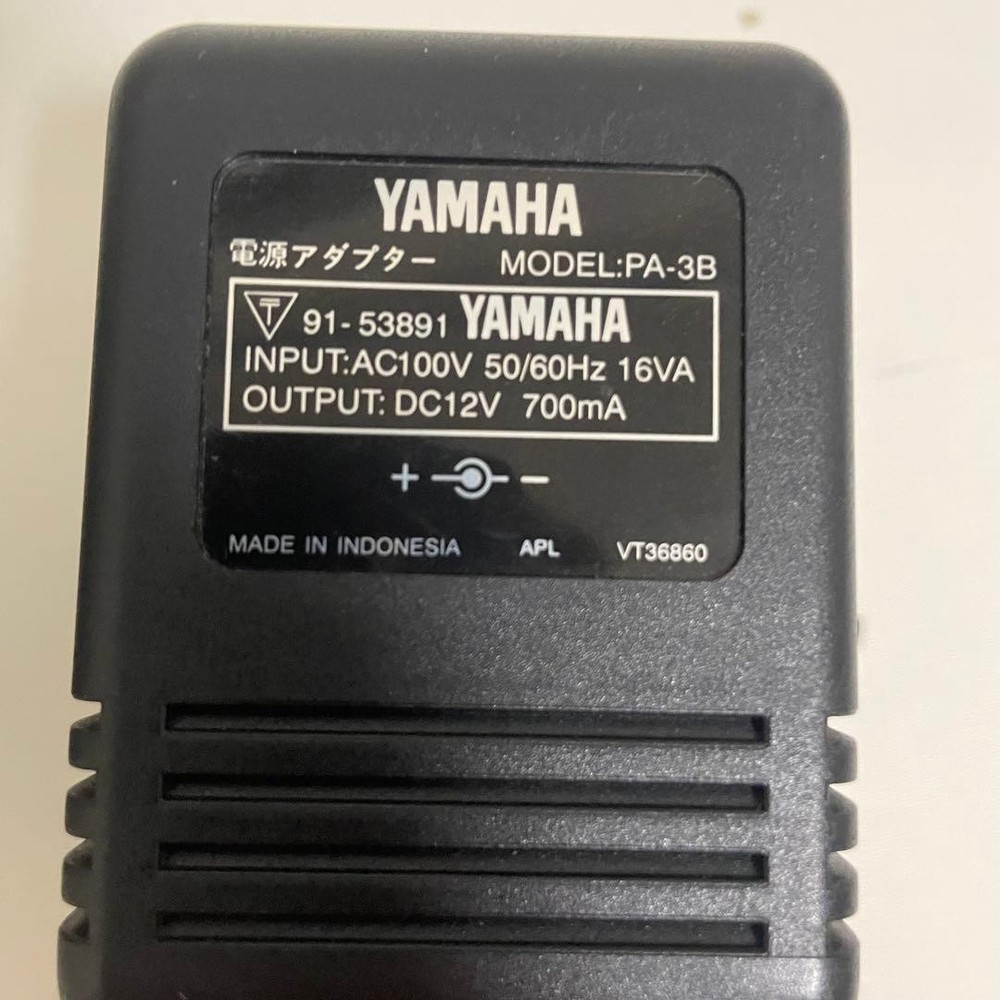 YAMAHA
電源アダプター MODEL:PA-3B
〒 91-53891 YAMAHA
INPUT:AC100V 50/60Hz 16VA
OUTPUT: DC12V 700mA
+ −
MADE IN INDONESIA APL VT36860